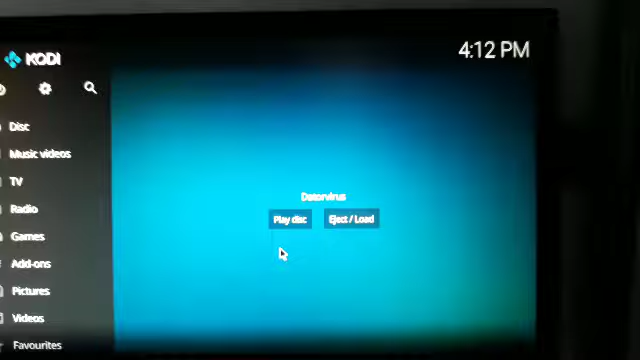 KODI
4:12 PM
Disc
Music videos
TV
Radio
Games
Add-ons
Pictures
Videos
Favourites
Datorvirus
Play disc
Eject / Load